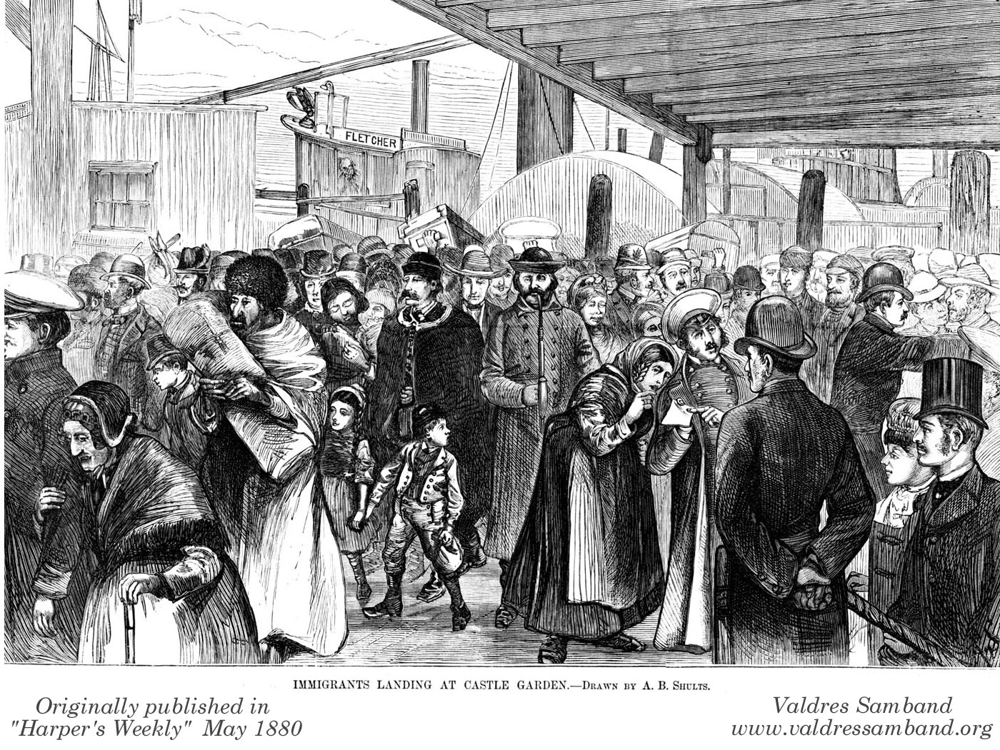 FLETCHER
IMMIGRANTS LANDING AT CASTLE GARDEN.—Drawn by A. B. Shults.
Originally published in
"Harper's Weekly" May 1880
Valdres Samband
www.valdressamband.org